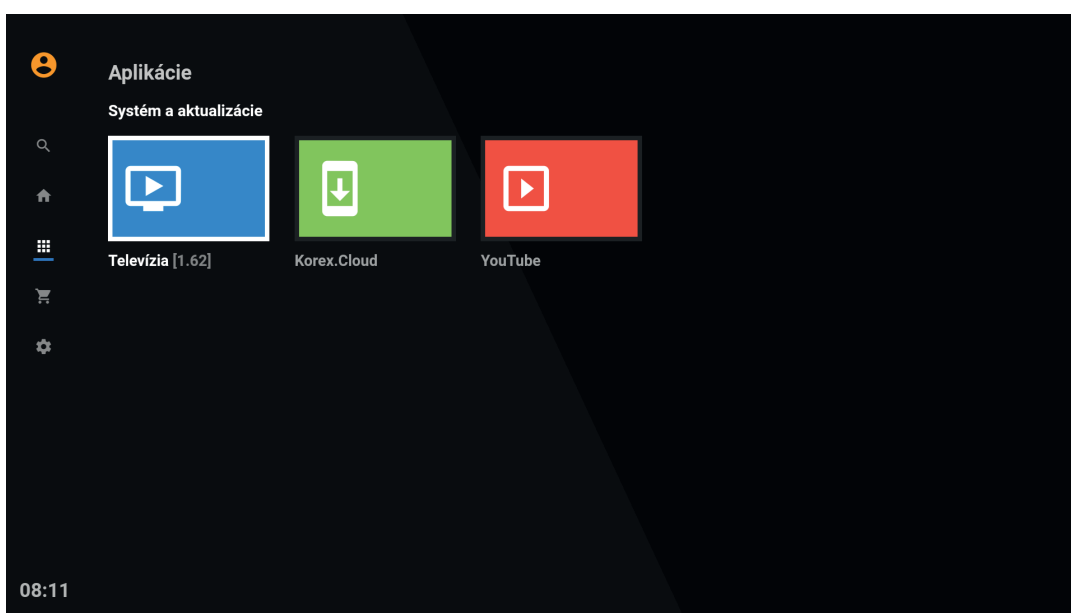 Aplikácie
Systém a aktualizácie
Televízia [1.62]
Korex.Cloud
YouTube
08:11